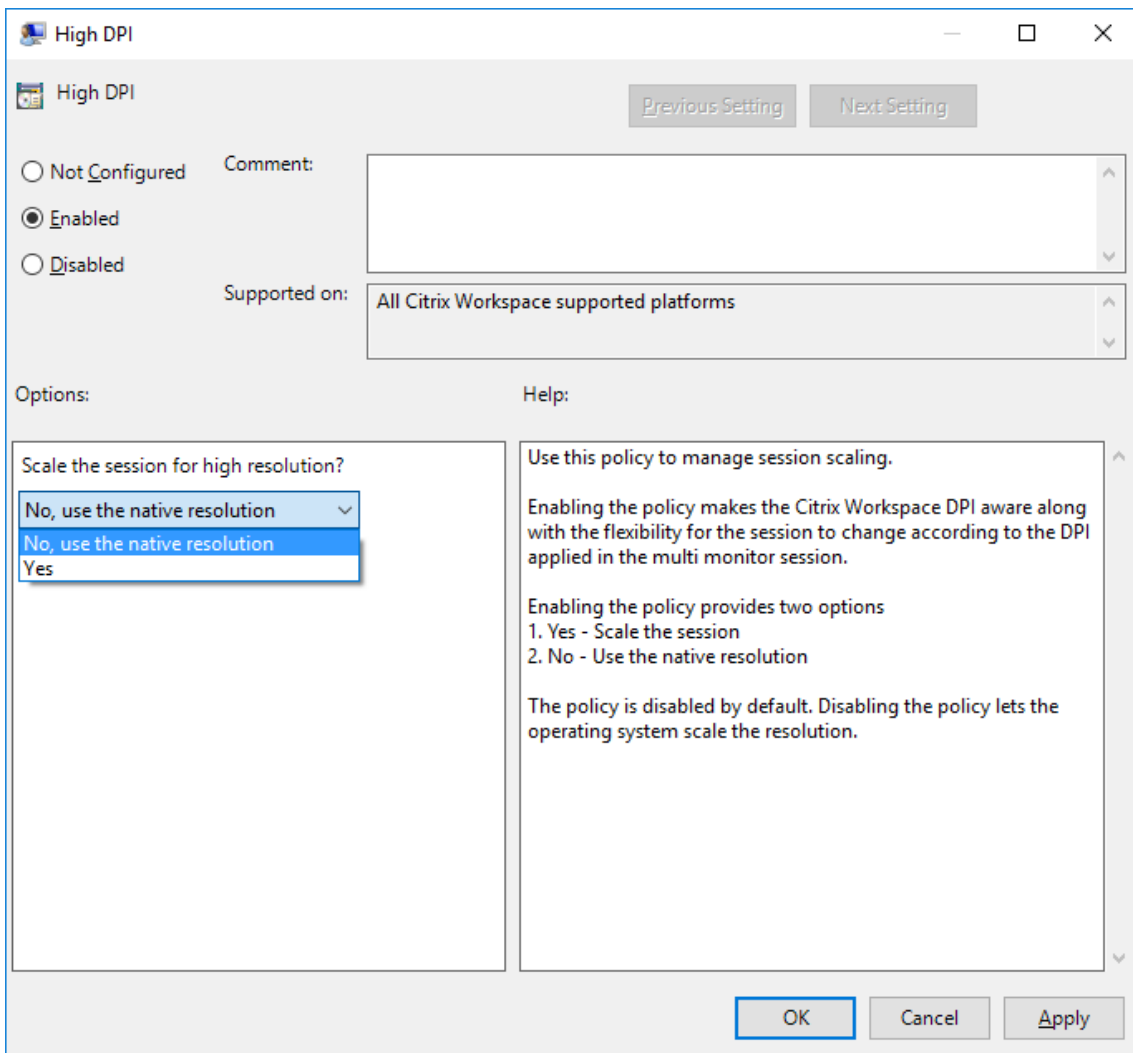 High DPI
High DPI
Previous Setting
Next Setting
Not Configured
Comment:
Enabled
Disabled
Supported on:
All Citrix Workspace supported platforms
Options:
Help:
Scale the session for high resolution?
No, use the native resolution
No, use the native resolution
Yes
Use this policy to manage session scaling.
Enabling the policy makes the Citrix Workspace DPI aware along
with the flexibility for the session to change according to the DPI
applied in the multi monitor session.
Enabling the policy provides two options
1. Yes - Scale the session
2. No - Use the native resolution
The policy is disabled by default. Disabling the policy lets the
operating system scale the resolution.
OK
Cancel
Apply